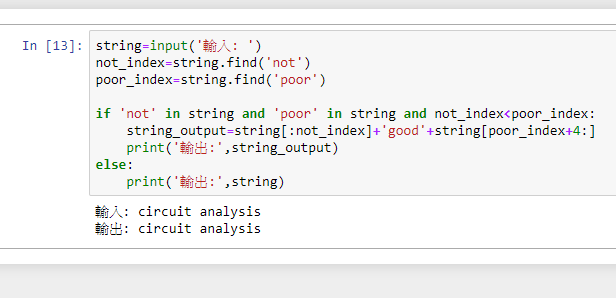 In [13]: string=input('輸入: ')
not_index=string.find('not')
poor_index=string.find('poor')
if 'not' in string and 'poor' in string and not_index<poor_index:
    string_output=string[:not_index]+'good'+string[poor_index+4:]
    print('輸出:',string_output)
else:
    print('輸出:',string)
輸入: circuit analysis
輸出: circuit analysis